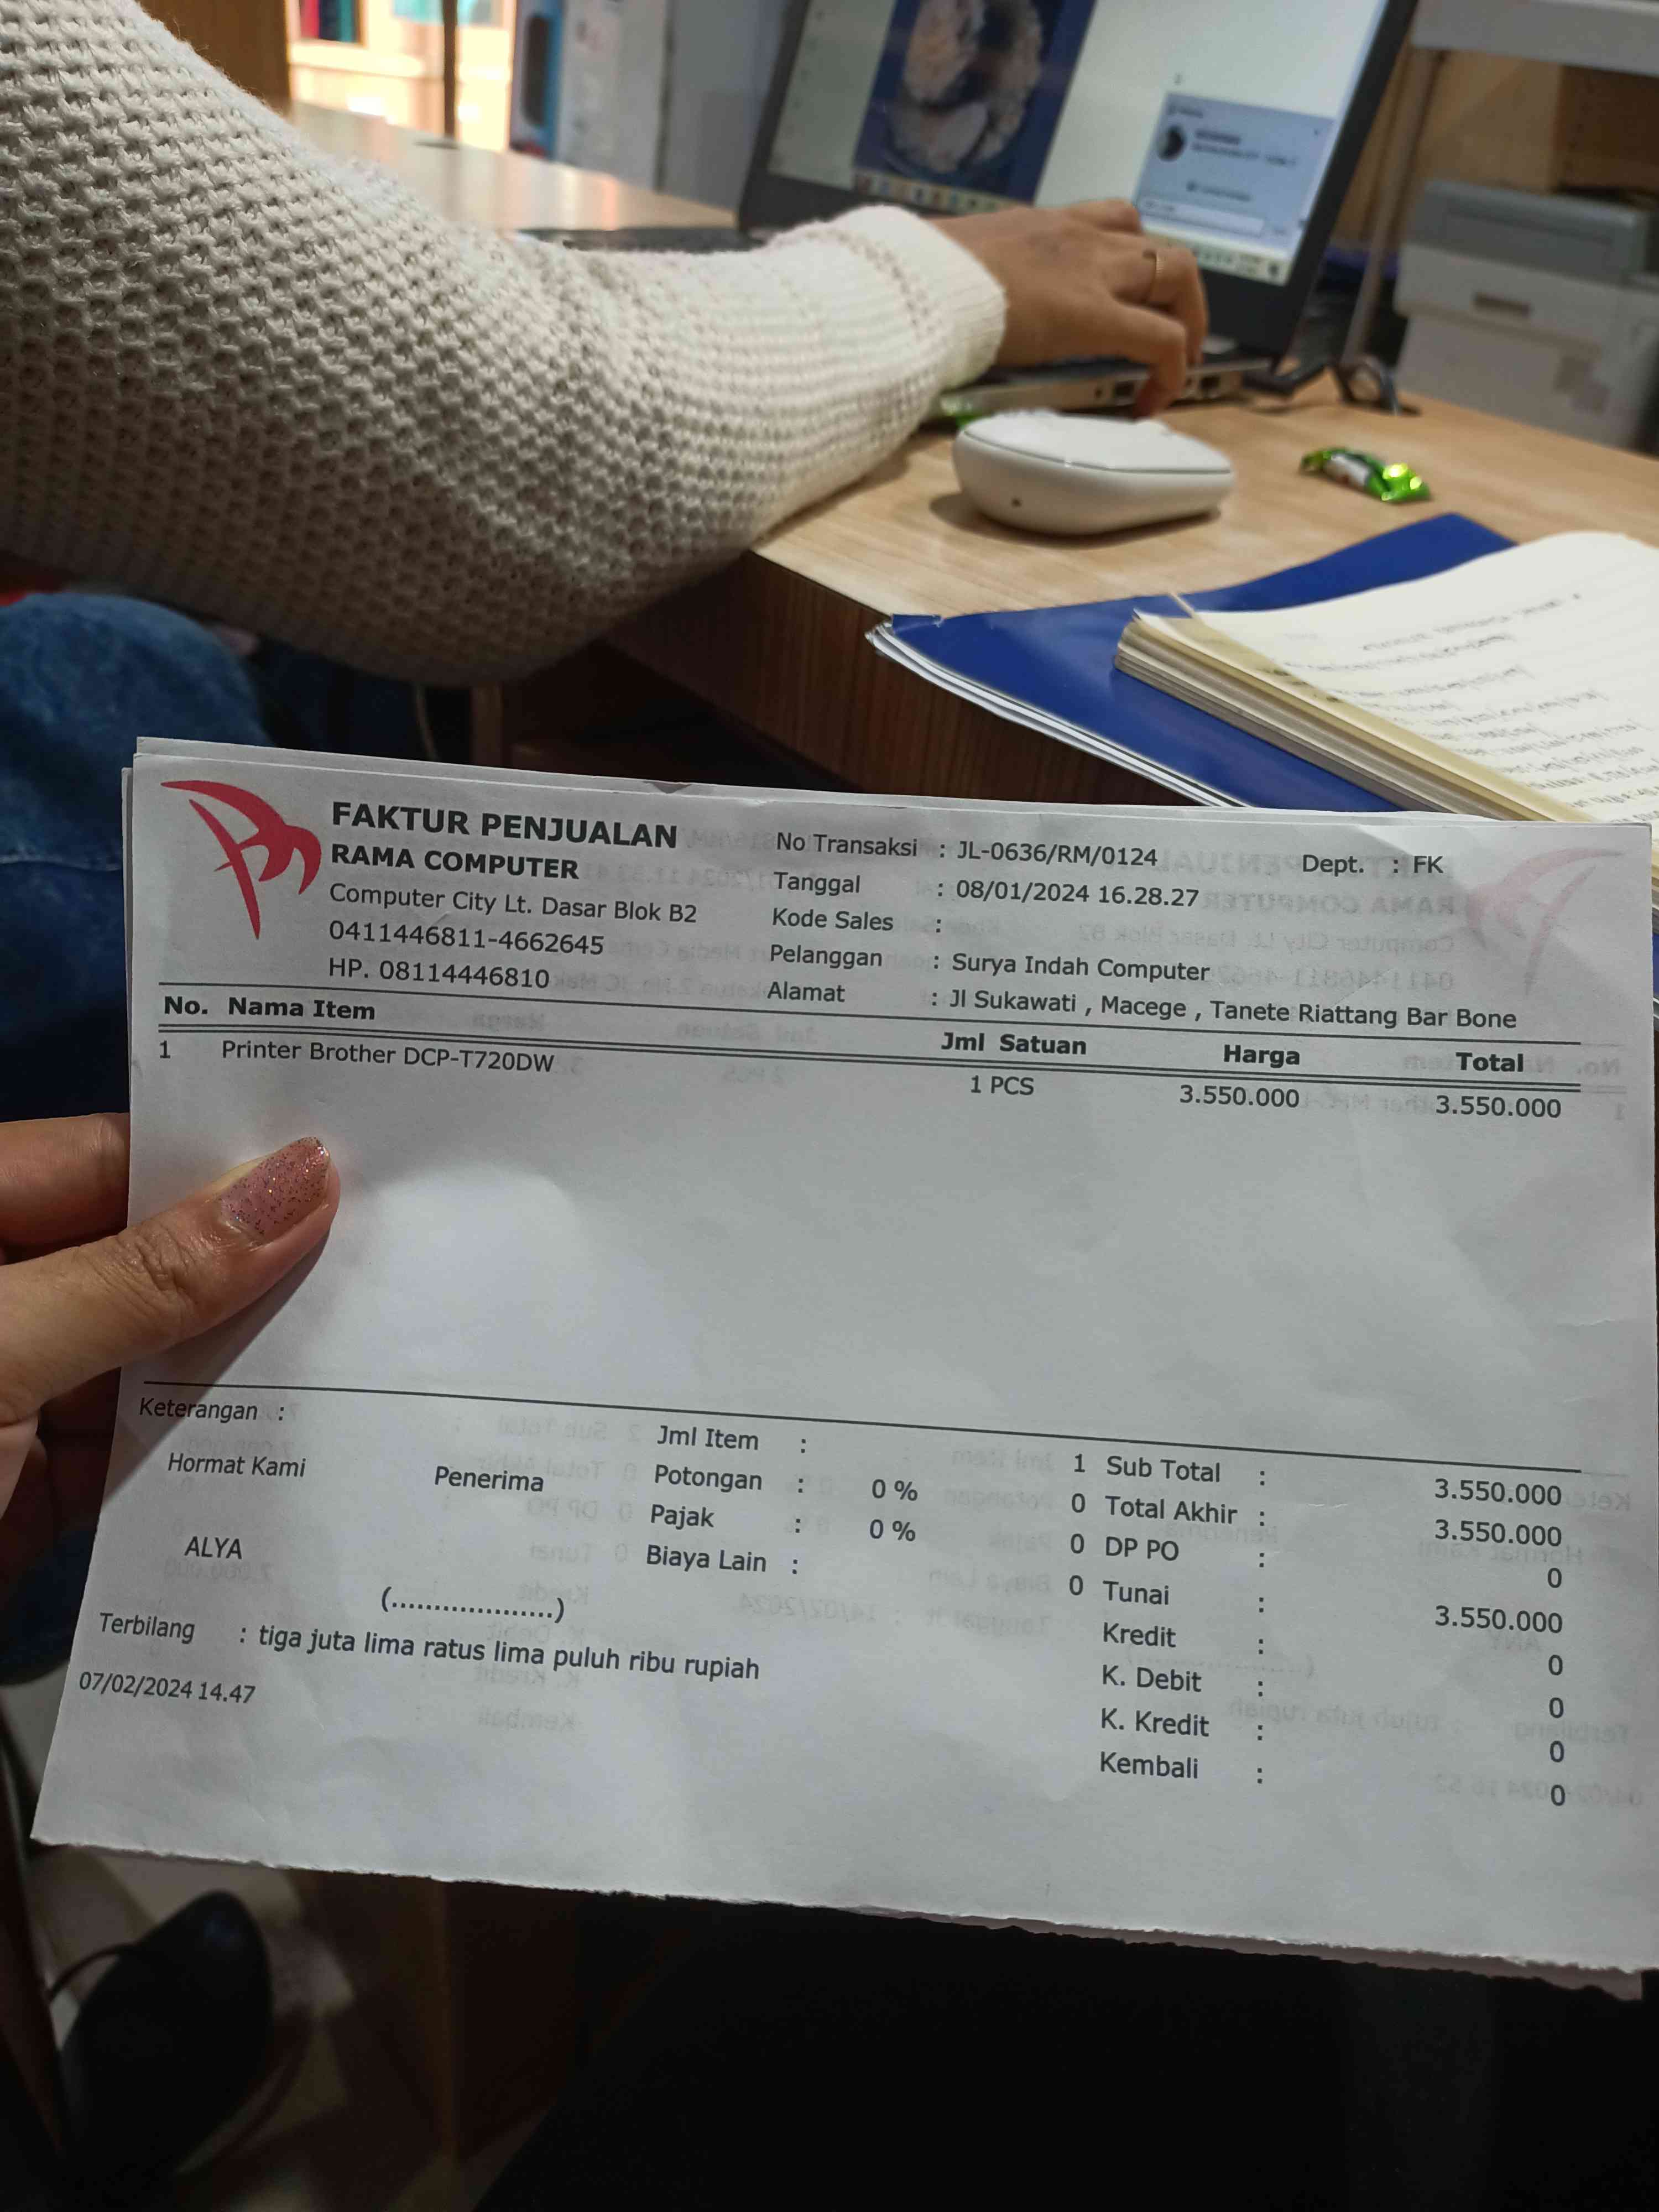 FAKTUR PENJUALAN
RAMA COMPUTER
Computer City Lt. Dasar Blok B2
0411446811-4662645
HP. 08114446810
No Transaksi : JL-0636/RM/0124 Dept. : FK
Tanggal : 08/01/2024 16.28.27
Kode Sales :
Pelanggan : Surya Indah Computer
Alamat : Jl Sukawati , Macege , Tanete Riattang Bar Bone
No. Nama Item Jml Satuan Harga Total
1 Printer Brother DCP-T720DW 1 PCS 3.550.000 3.550.000
Keterangan :
Hormat Kami
Penerima
ALYA
(...................)
Jml Item : 1
Potongan : 0 % 0
Pajak : 0 % 0
Biaya Lain : 0
Sub Total : 3.550.000
Total Akhir : 3.550.000
DP PO : 0
Tunai : 3.550.000
Kredit : 0
K. Debit : 0
K. Kredit : 0
Kembali : 0
Terbilang : tiga juta lima ratus lima puluh ribu rupiah
07/02/2024 14.47